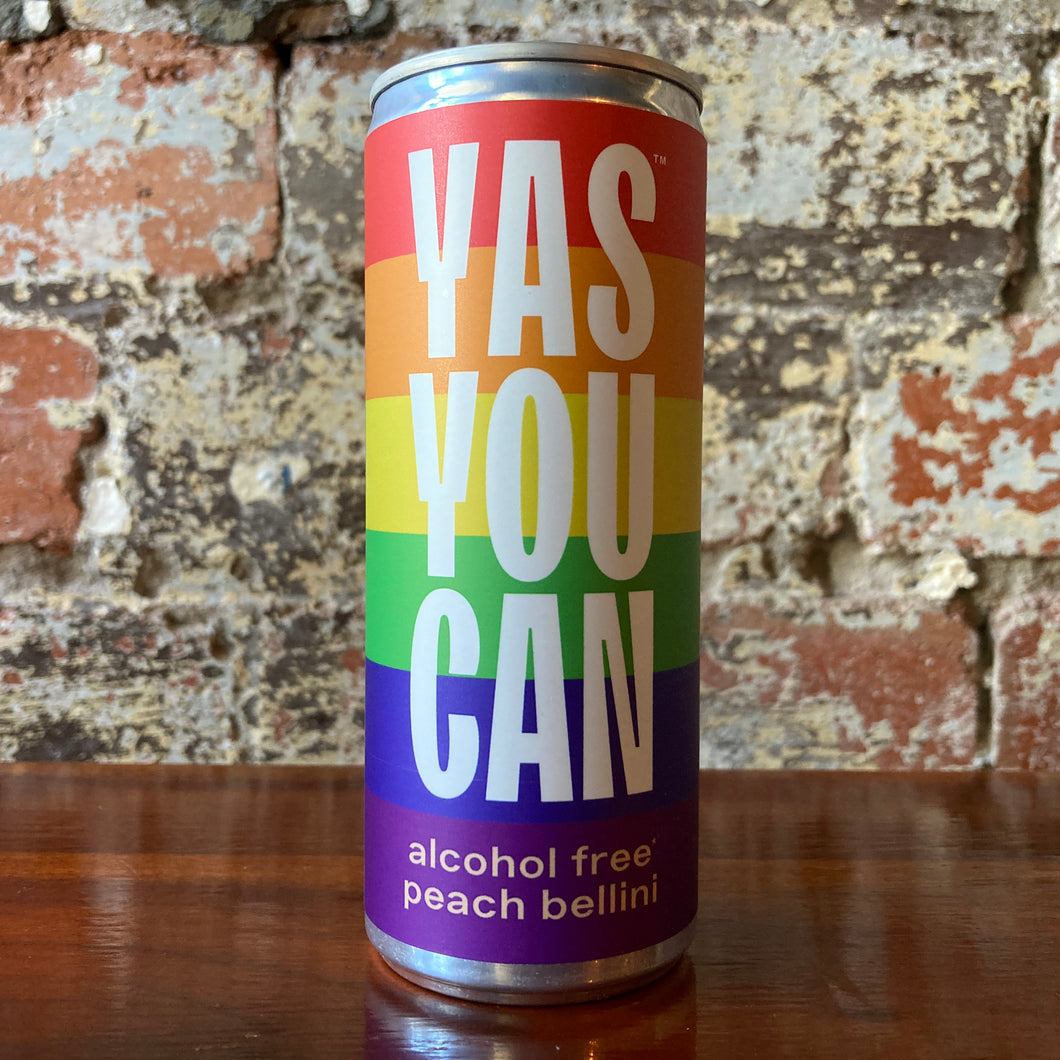 YAS™
YOU
CAN
alcohol free*
peach bellini